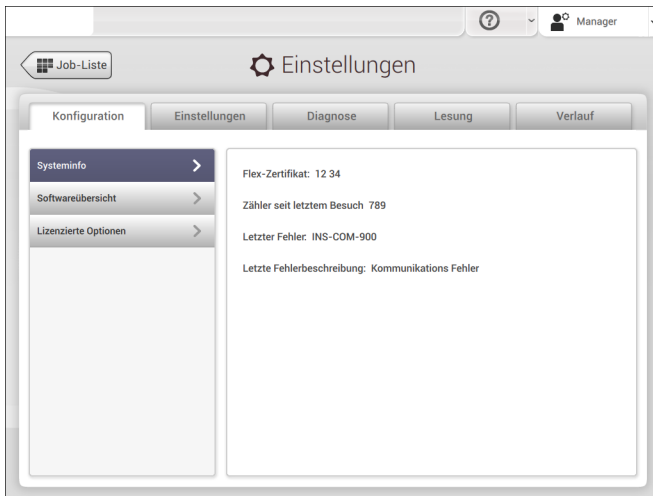 Manager
Job-Liste
Einstellungen
Konfiguration Einstellungen Diagnose Lesung Verlauf
Systeminfo
Softwareübersicht
Lizenzierte Optionen
Flex-Zertifikat: 12 34
Zähler seit letztem Besuch 789
Letzter Fehler: INS-COM-900
Letzte Fehlerbeschreibung: Kommunikations Fehler